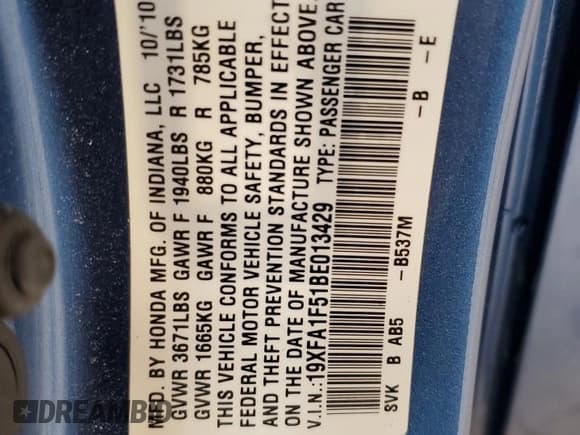 MFD. BY HONDA MFG. OF INDIANA, LLC 10/'10
GVWR 3671LBS GAWR F 1940LBS R 1731LBS
GVWR 1665KG GAWR F 880KG R 785KG
THIS VEHICLE CONFORMS TO ALL APPLICABLE
FEDERAL MOTOR VEHICLE SAFETY, BUMPER,
AND THEFT PREVENTION STANDARDS IN EFFECT
ON THE DATE OF MANUFACTURE SHOWN ABOVE.
V.I.N.:19XFA1F51BE013429 TYPE: PASSENGER CAR
-B537M -B -E
SVK B AB5
DREAMBID